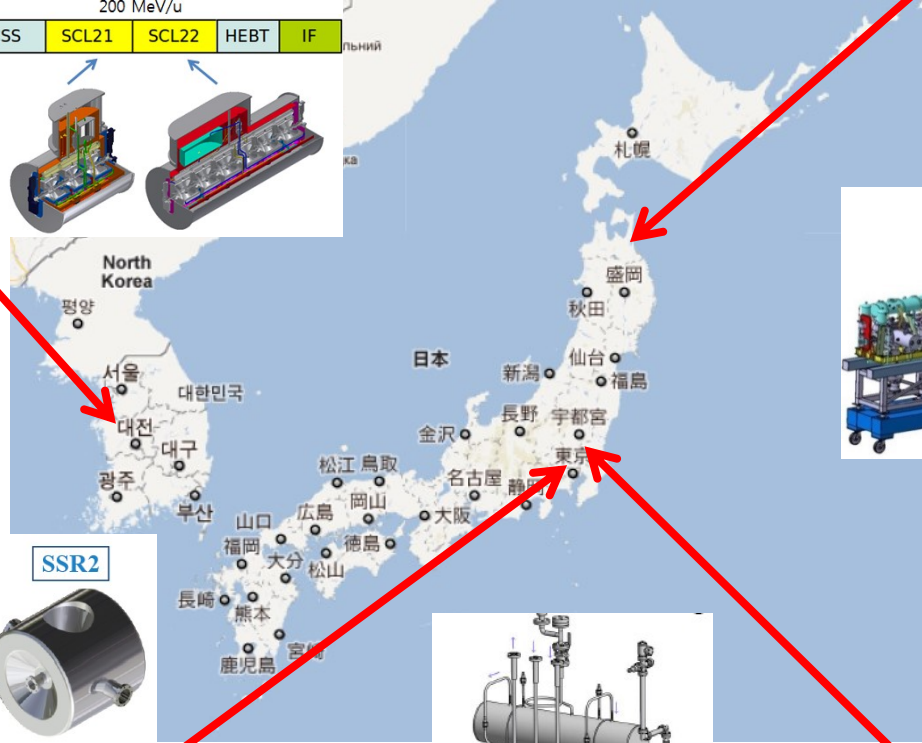 200 MeV/u
SS SCL21 SCL22 HEBT IF
льний
ка
札幌
North
Korea
평양
盛岡
秋田
日本
仙台
新潟
福島
서울
대한민국
長野
宇都宮
대전
金沢
대구
東京
松江
鳥取
名古屋
静岡
광주
岡山
부산
山口
広島
大阪
福岡
徳島
SSR2
大分
松山
長崎
熊本
宮崎
鹿児島